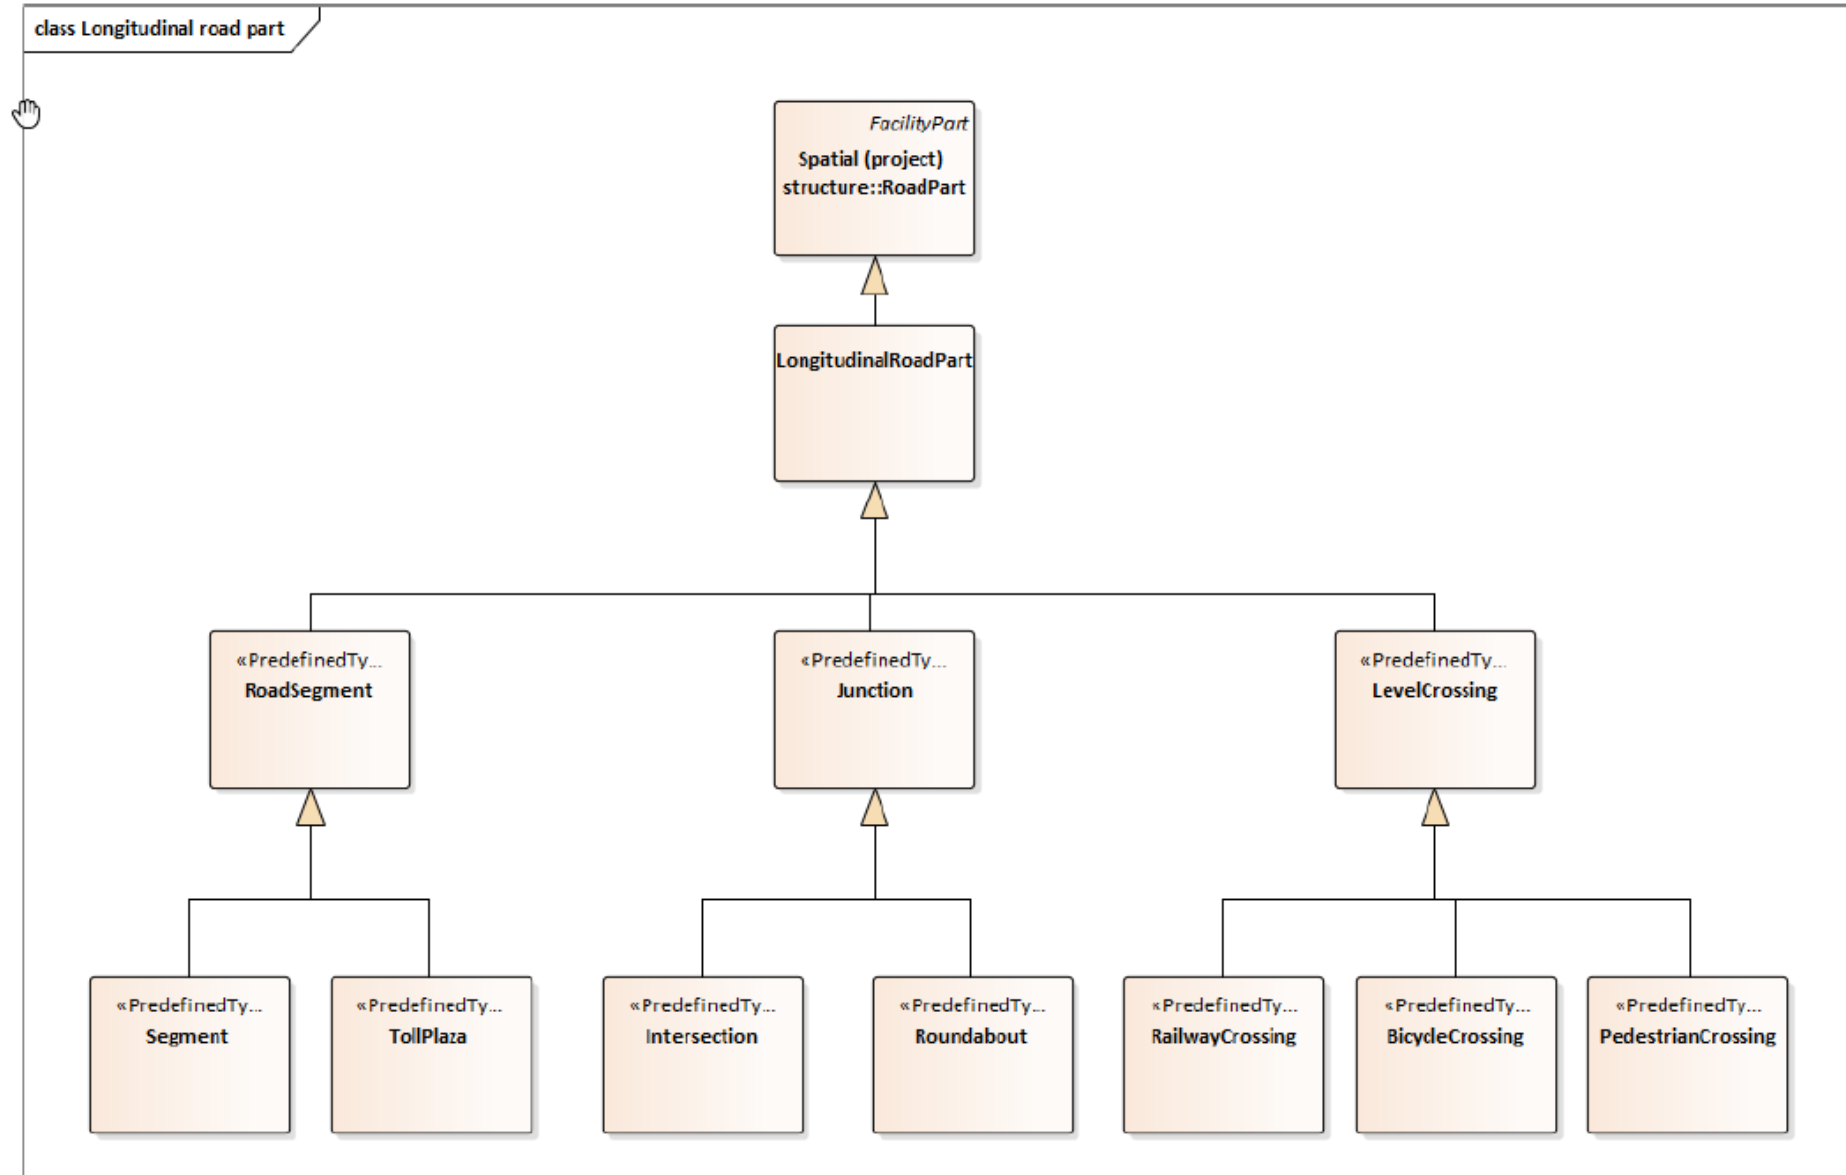 class Longitudinal road part
FacilityPart
Spatial (project)
structure::RoadPart
LongitudinalRoadPart
«PredefinedTy...
RoadSegment
«PredefinedTy...
Junction
«PredefinedTy...
LevelCrossing
«PredefinedTy...
Segment
«PredefinedTy...
TollPlaza
«PredefinedTy...
Intersection
«PredefinedTy...
Roundabout
«PredefinedTy...
RailwayCrossing
«PredefinedTy...
BicycleCrossing
«PredefinedTy...
PedestrianCrossing